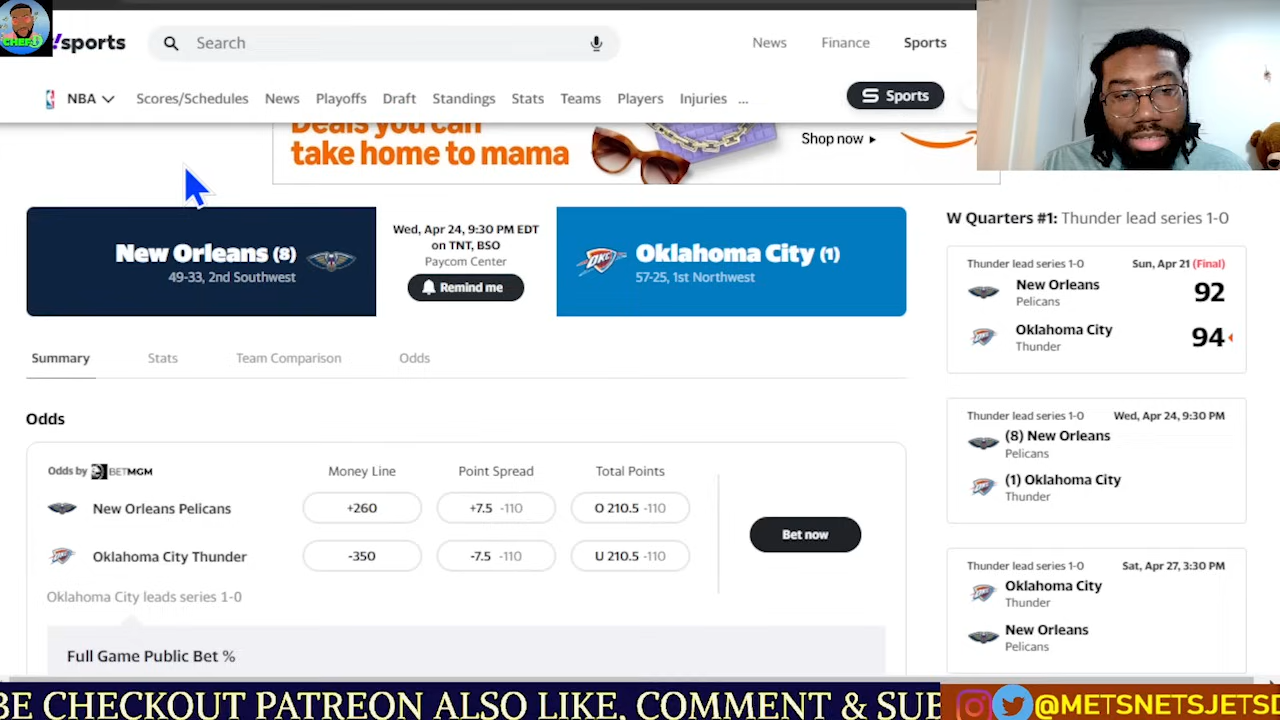 CHEFJ
!sports
Search
News
Finance
Sports
NBA
Scores/Schedules
News
Playoffs
Draft
Standings
Stats
Teams
Players
Injuries
...
Sports
Deals you can
take home to mama
Shop now
New Orleans (8)
49-33, 2nd Southwest
Wed, Apr 24, 9:30 PM EDT
on TNT, BSO
Paycom Center
Remind me
OKC
Oklahoma City (1)
57-25, 1st Northwest
W Quarters #1: Thunder lead series 1-0
Thunder lead series 1-0
Sun, Apr 21 (Final)
New Orleans
Pelicans
92
Oklahoma City
Thunder
94
Thunder lead series 1-0
Wed, Apr 24, 9:30 PM
(8) New Orleans
Pelicans
(1) Oklahoma City
Thunder
Thunder lead series 1-0
Sat, Apr 27, 3:30 PM
Oklahoma City
Thunder
New Orleans
Pelicans
Summary
Stats
Team Comparison
Odds
Odds
Odds by BETMGM
Money Line
Point Spread
Total Points
New Orleans Pelicans
+260
+7.5 -110
O 210.5 -110
Oklahoma City Thunder
-350
-7.5 -110
U 210.5 -110
Bet now
Oklahoma City leads series 1-0
Full Game Public Bet %
BE CHECKOUT PATREON ALSO LIKE, COMMENT & SUB
@METSNETSJETSL